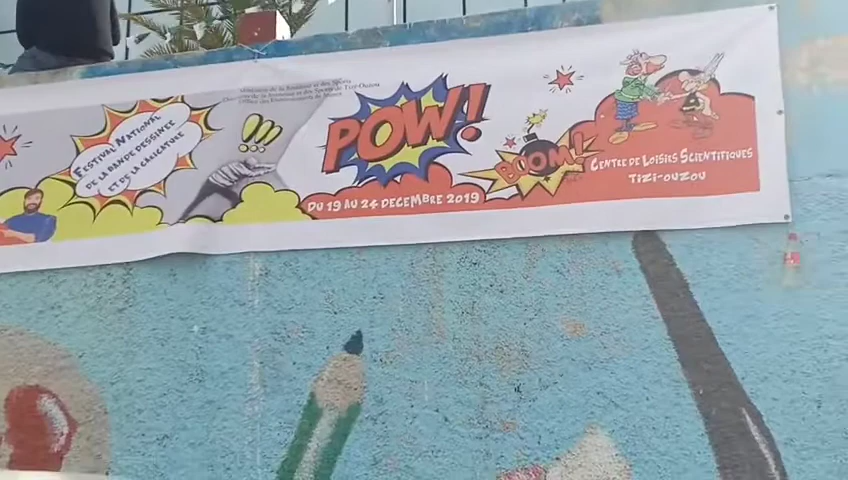 Ministère de la Jeunesse et des Sports
de la Jeunesse et des Sports de Tizi-Ouzou
Office des Etablissements de Jeunes
Festival National
de la Bande dessinée
et de la Caricature
!!
POW!
BOOM!
du 19 au 24 Decembre 2019
Centre de Loisirs Scientifiques
Tizi-Ouzou